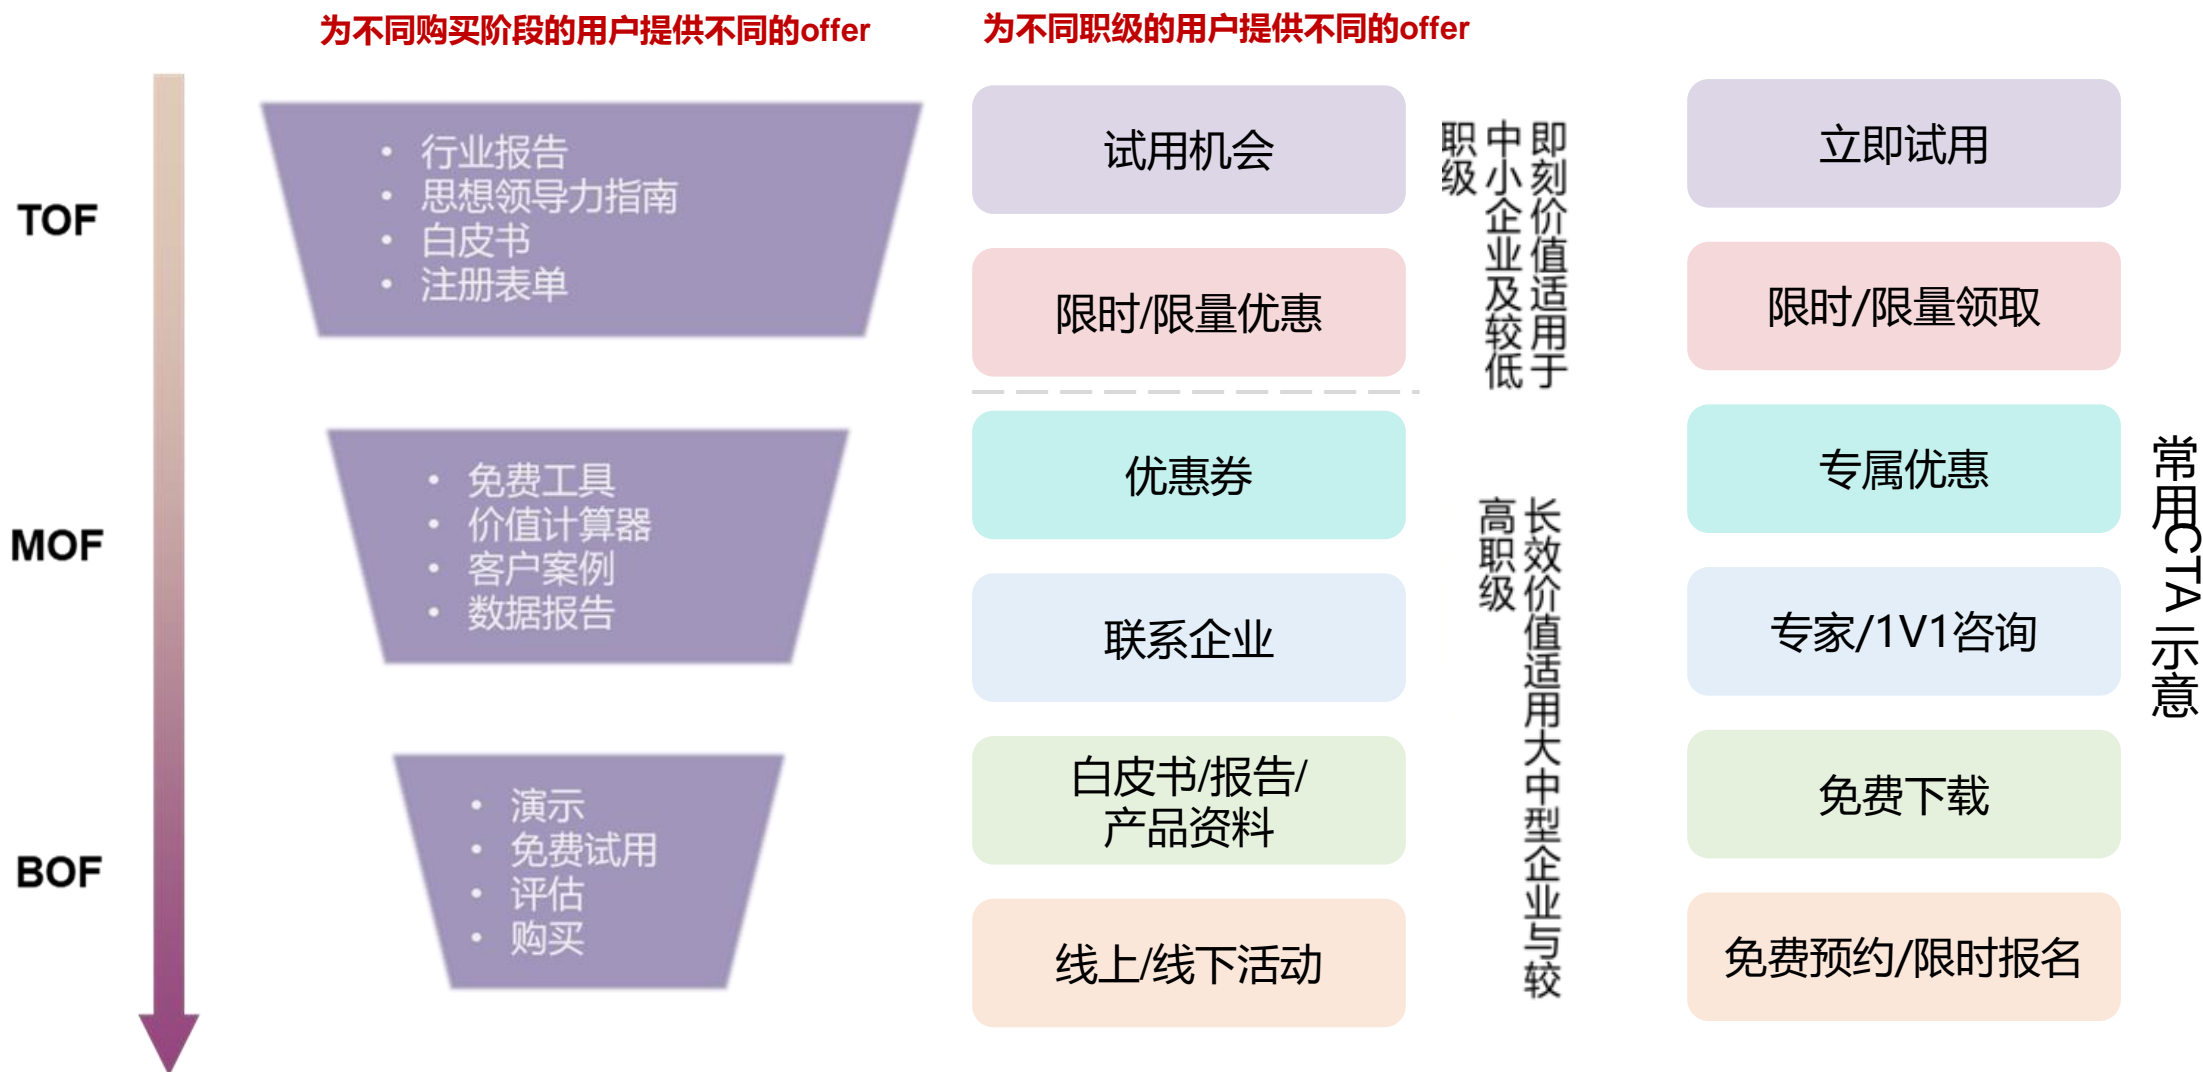 为不同购买阶段的用户提供不同的offer
为不同职级的用户提供不同的offer
TOF
• 行业报告
• 思想领导力指南
• 白皮书
• 注册表单
MOF
• 免费工具
• 价值计算器
• 客户案例
• 数据报告
BOF
• 演示
• 免费试用
• 评估
• 购买
试用机会
限时/限量优惠
优惠券
联系企业
白皮书/报告/
产品资料
线上/线下活动
即刻价值适用于
中小企业及较低
职级
长效价值适用大中型企业与较
高职级
立即试用
限时/限量领取
专属优惠
专家/1V1咨询
免费下载
免费预约/限时报名
常用CTA示意